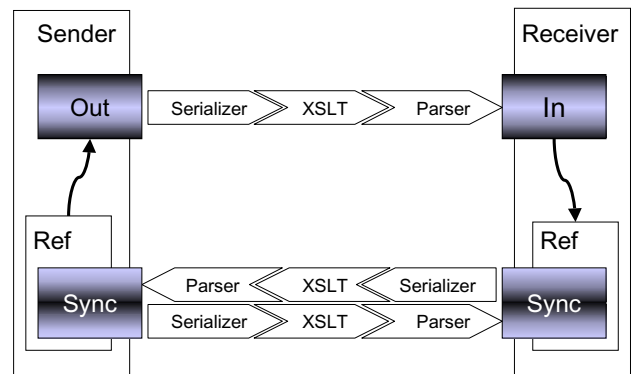 Sender Receiver
Out Serializer XSLT Parser In
Ref Ref
Parser XSLT Serializer
Sync Sync
Serializer XSLT Parser